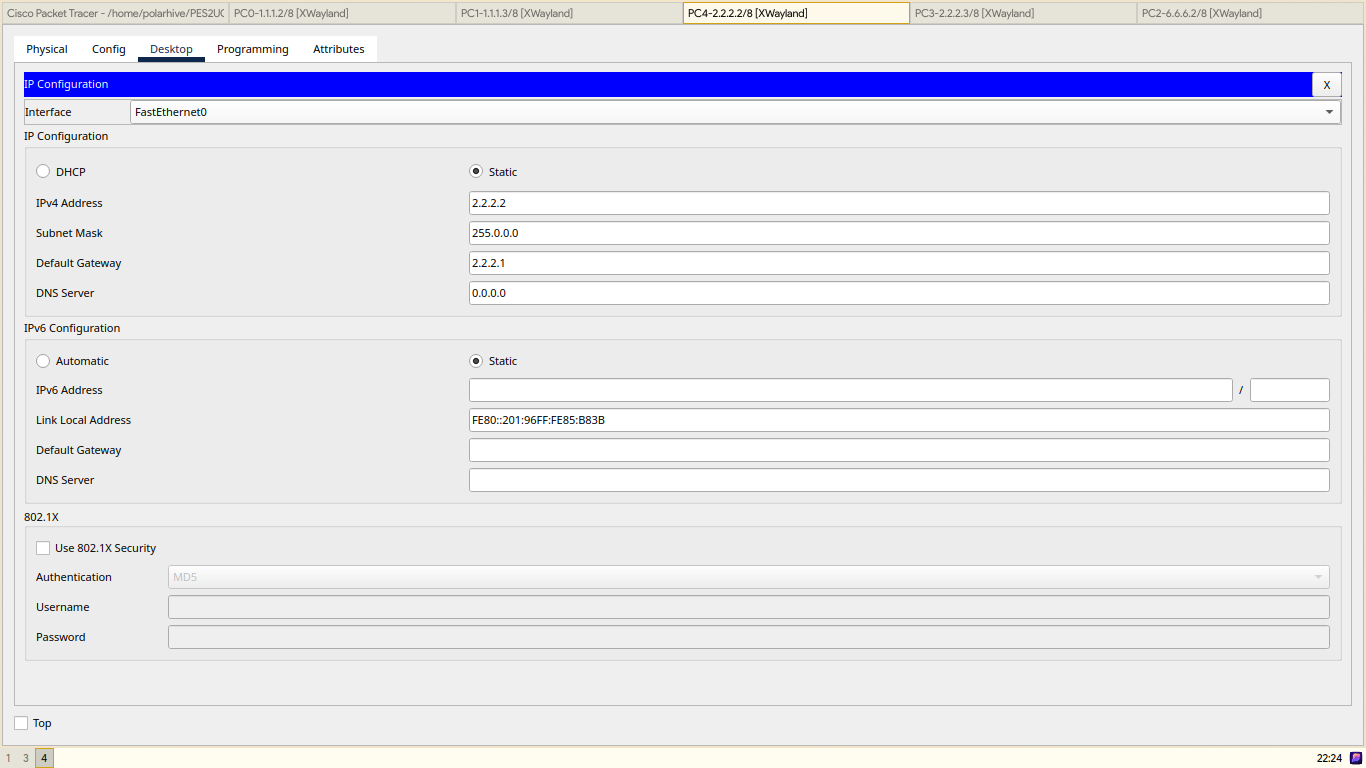 Cisco Packet Tracer - /home/polarhive/PES2UC PC0-1.1.1.2/8 [XWayland] PC1-1.1.1.3/8 [XWayland] PC4-2.2.2.2/8 [XWayland] PC3-2.2.2.3/8 [XWayland] PC2-6.6.6.2/8 [XWayland]
Physical Config Desktop Programming Attributes
IP Configuration X
Interface FastEthernet0
IP Configuration
DHCP Static
IPv4 Address 2.2.2.2
Subnet Mask 255.0.0.0
Default Gateway 2.2.2.1
DNS Server 0.0.0.0
IPv6 Configuration
Automatic Static
IPv6 Address /
Link Local Address FE80::201:96FF:FE85:B83B
Default Gateway
DNS Server
802.1X
Use 802.1X Security
Authentication MD5
Username
Password
Top
1 3 4 22:24